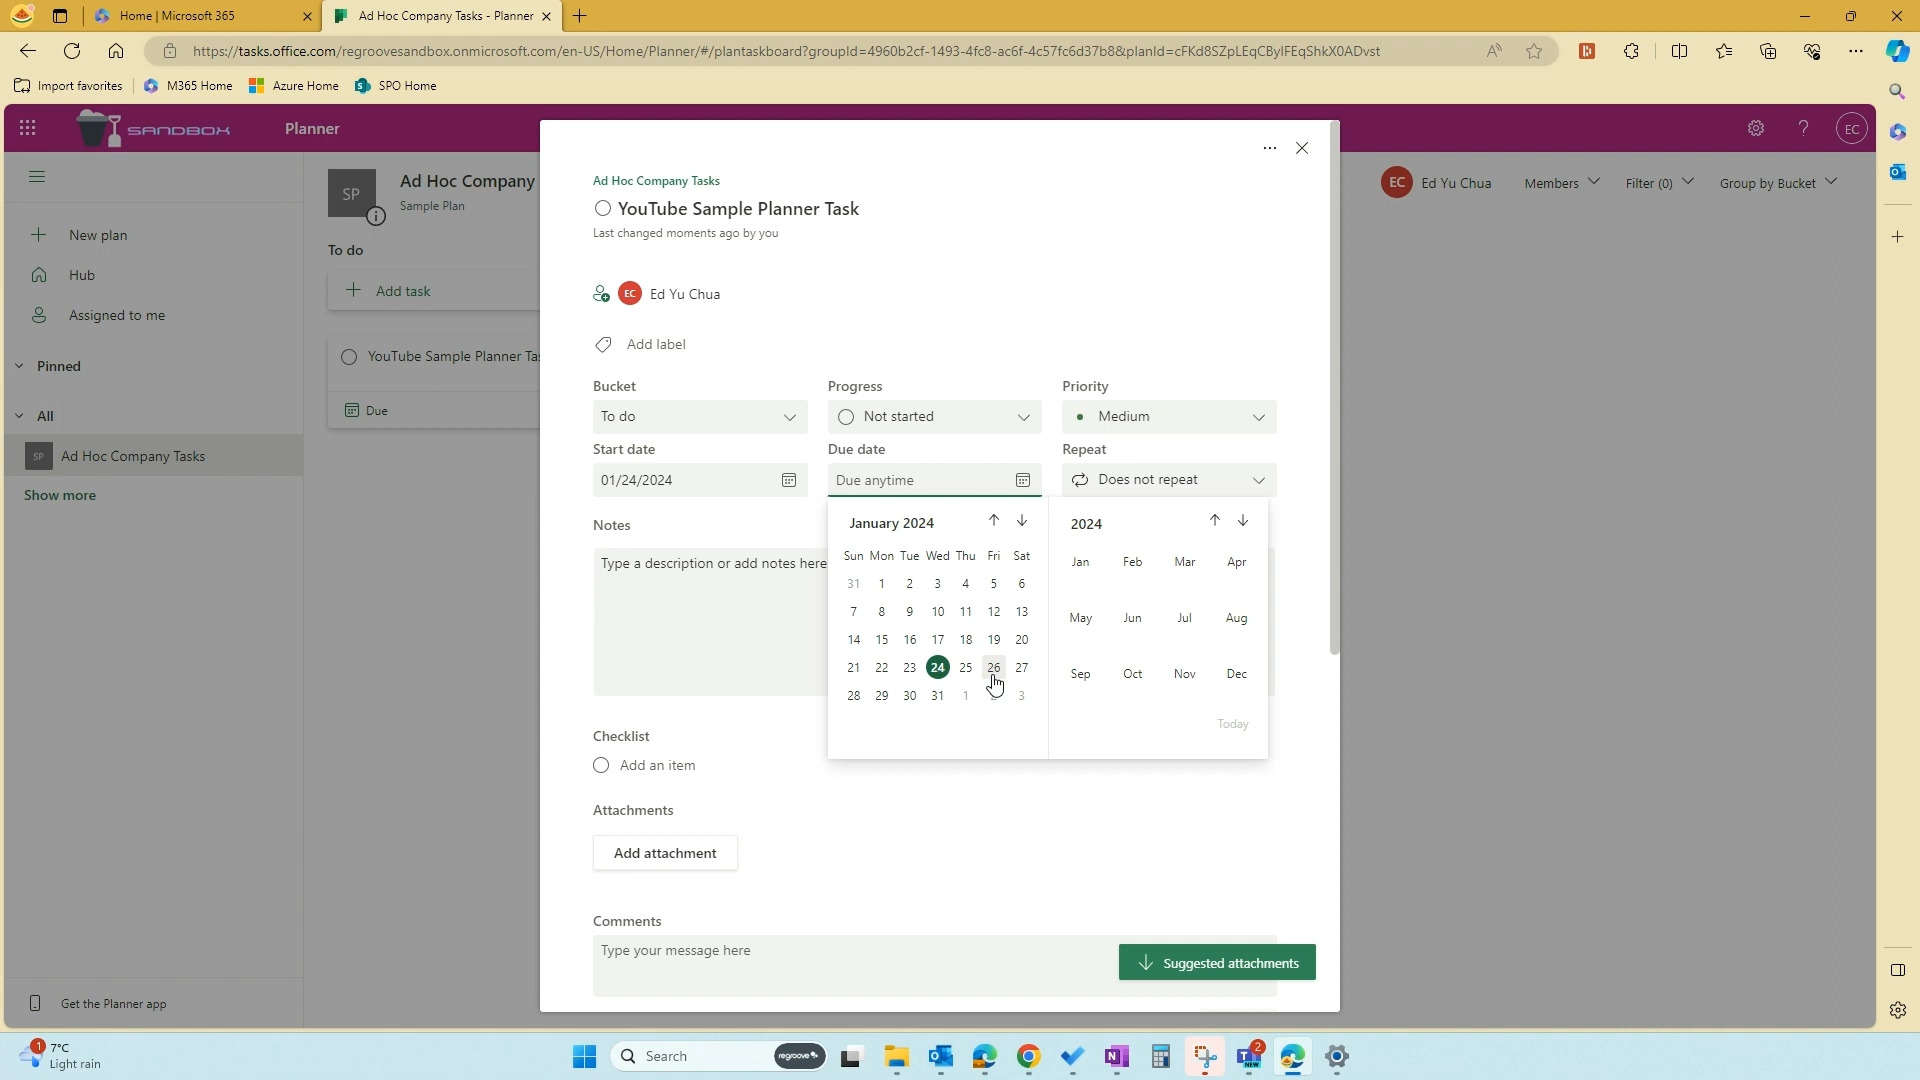 Home | Microsoft 365
Ad Hoc Company Tasks - Planner
https://tasks.office.com/regroovesandbox.onmicrosoft.com/en-US/Home/Planner/#/plantaskboard?groupId=4960b2cf-1493-4fc8-ac6f-4c57fc6d37b8&planId=cFKd8SZpLEqCBylFEqShkX0ADvst
Import favorites
M365 Home
Azure Home
SPO Home
SANDBOX
Planner
EC
New plan
Hub
Assigned to me
Pinned
All
SP
Ad Hoc Company Tasks
Show more
Get the Planner app
SP
Ad Hoc Company
Sample Plan
To do
Add task
YouTube Sample Planner Tas
Due
EC
Ed Yu Chua
Members
Filter (0)
Group by Bucket
Ad Hoc Company Tasks
YouTube Sample Planner Task
Last changed moments ago by you
EC Ed Yu Chua
Add label
Bucket Progress Priority
To do Not started Medium
Start date Due date Repeat
01/24/2024 Due anytime Does not repeat
Notes
Type a description or add notes here
January 2024
Sun Mon Tue Wed Thu Fri Sat
31 1 2 3 4 5 6
7 8 9 10 11 12 13
14 15 16 17 18 19 20
21 22 23 24 25 26 27
28 29 30 31 1 2 3
2024
Jan Feb Mar Apr
May Jun Jul Aug
Sep Oct Nov Dec
Today
Checklist
Add an item
Attachments
Add attachment
Comments
Type your message here
Suggested attachments
1
7°C
Light rain
Search
regroove
2
NEW